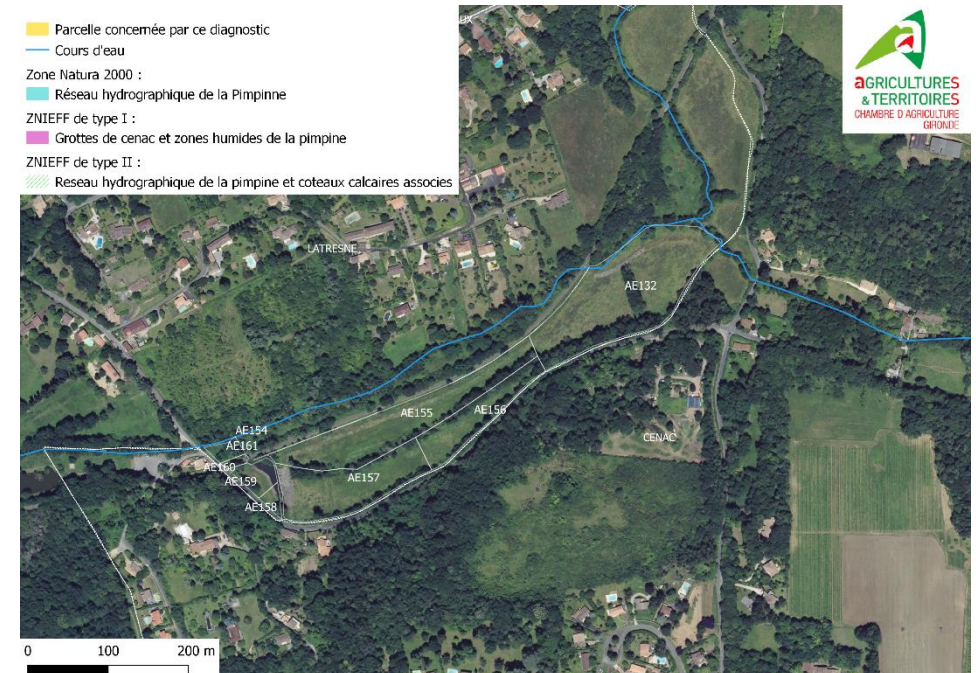 Parcelle concernée par ce diagnostic
Cours d'eau
Zone Natura 2000 :
Réseau hydrographique de la Pimpinne
ZNIEFF de type I :
Grottes de cenac et zones humides de la pimpine
ZNIEFF de type II :
Reseau hydrographique de la pimpine et coteaux calcaires associes
aGRICULTURES
& TERRITOIRES
CHAMBRE D'AGRICULTURE
GIRONDE
LATRESNE
AE132
AE155
AE156
AE154
AE161
CENAC
AE160
AE159
AE157
AE158
0 100 200 m